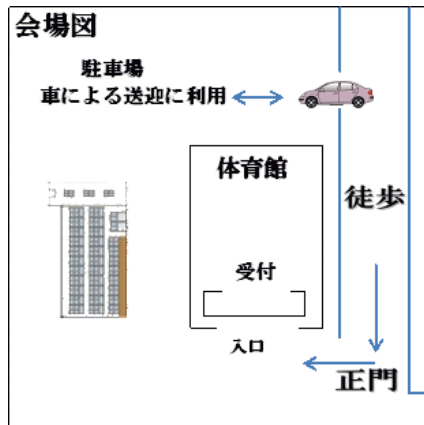 会場図
駐車場
車による送迎に利用
体育館
徒歩
受付
入口
正門